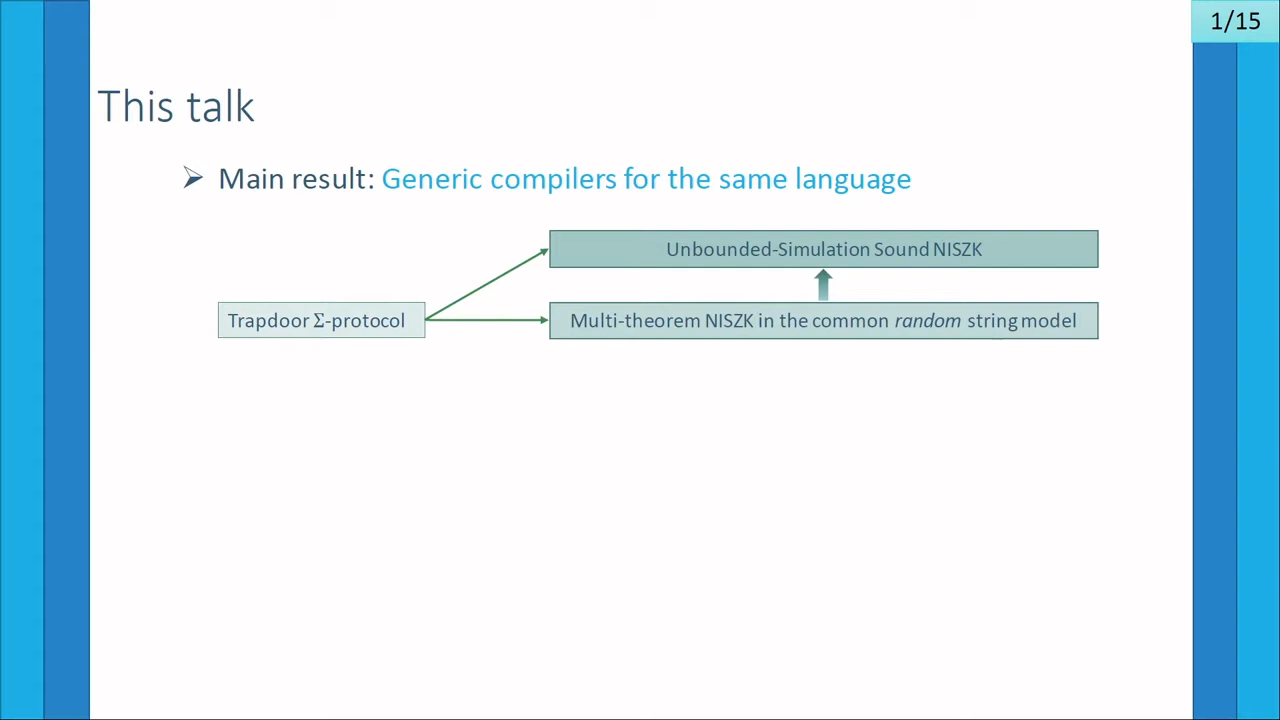 1/15
This talk
➢ Main result: Generic compilers for the same language
Unbounded-Simulation Sound NISZK
Trapdoor Σ-protocol
Multi-theorem NISZK in the common random string model